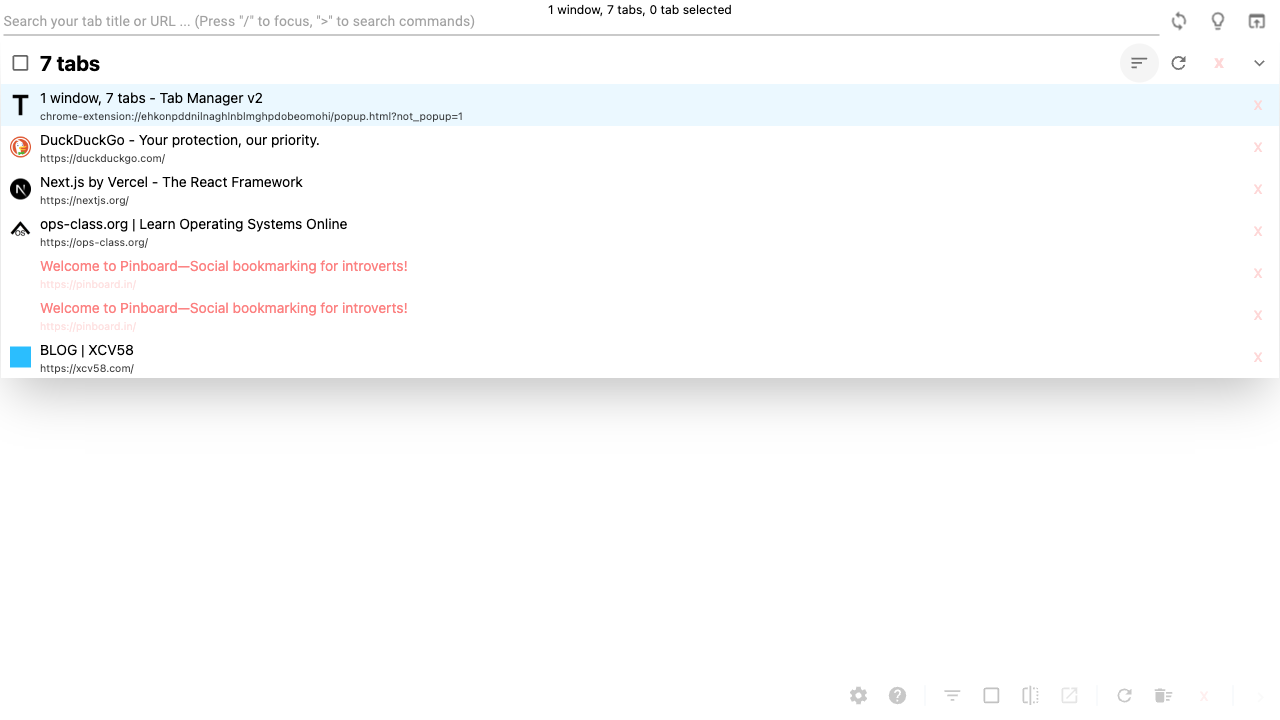 1 window, 7 tabs, 0 tab selected
Search your tab title or URL ... (Press "/" to focus, ">" to search commands)
7 tabs
X
T
1 window, 7 tabs - Tab Manager v2
chrome-extension://ehkonpddnilnaghlnblmghpdobeomohi/popup.html?not_popup=1
X
DuckDuckGo - Your protection, our priority.
https://duckduckgo.com/
X
N
Next.js by Vercel - The React Framework
https://nextjs.org/
X
OS
ops-class.org | Learn Operating Systems Online
https://ops-class.org/
X
Welcome to Pinboard—Social bookmarking for introverts!
https://pinboard.in/
X
Welcome to Pinboard—Social bookmarking for introverts!
https://pinboard.in/
X
BLOG | XCV58
https://xcv58.com/
X
X